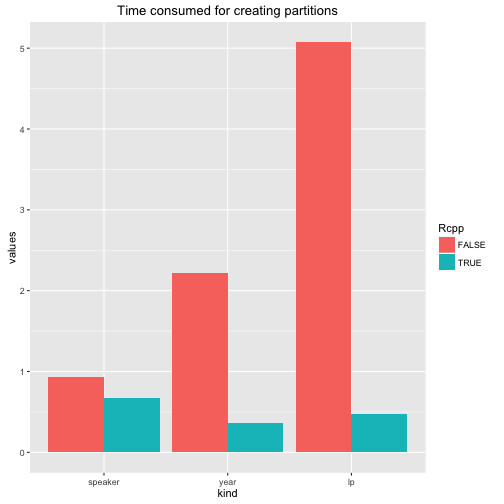 Time consumed for creating partitions
values
5
4
3
2
1
0
speaker year lp
kind
Rcpp
FALSE
TRUE